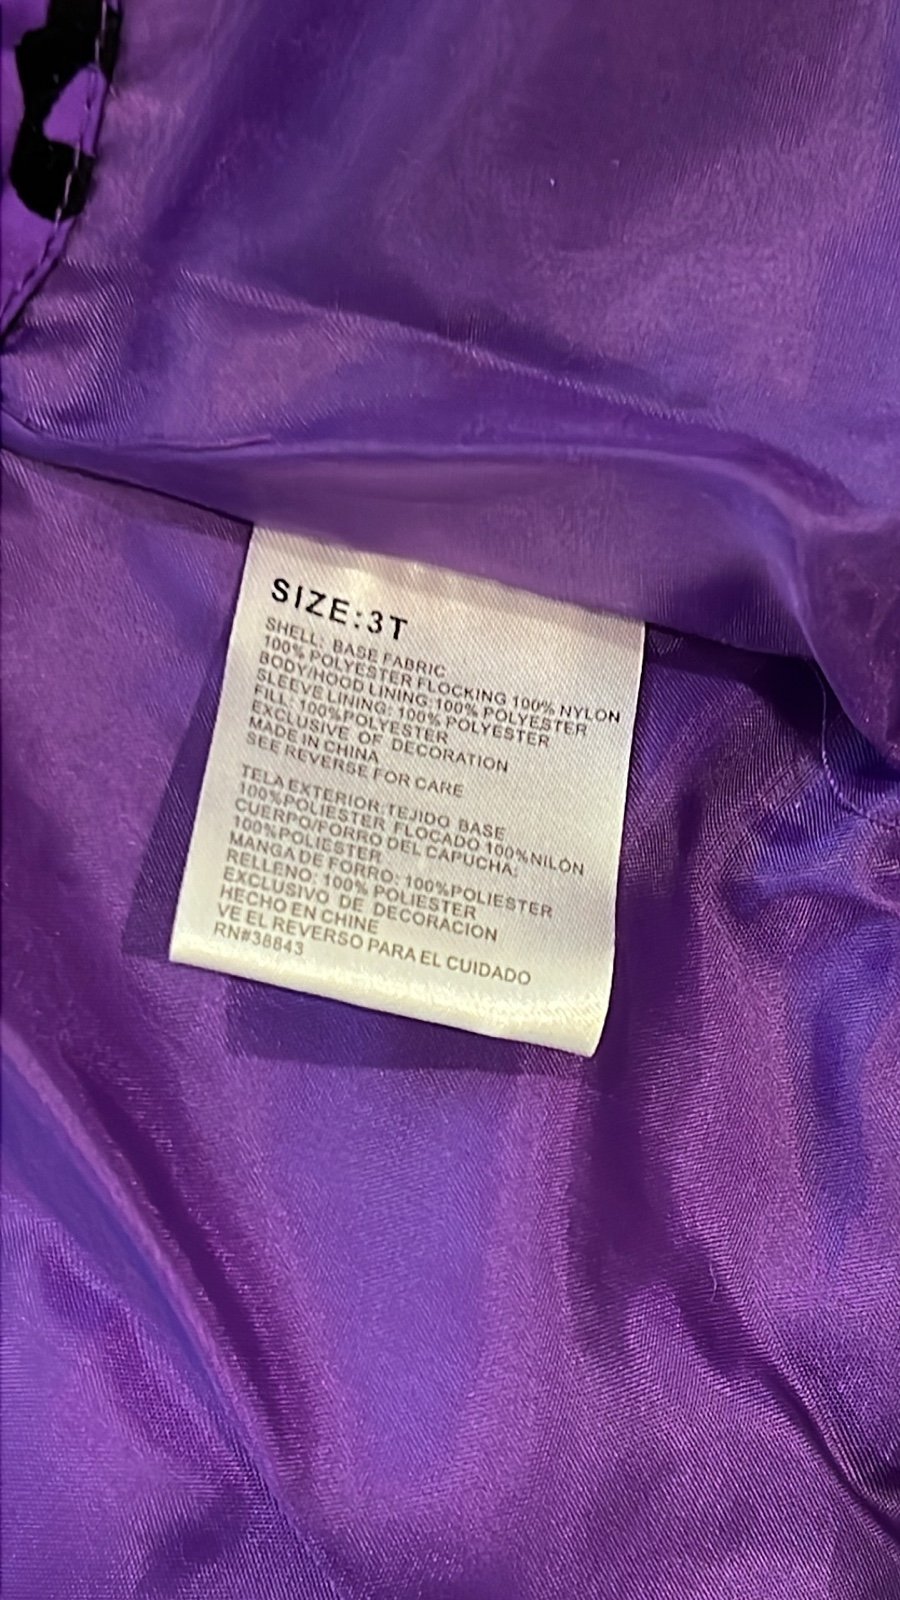 SIZE:3T
SHELL: BASE FABRIC
100% POLYESTER FLOCKING 100% NYLON
BODY/HOOD LINING:100% POLYESTER
SLEEVE LINING: 100% POLYESTER
FILL: 100%POLYESTER
EXCLUSIVE OF DECORATION
MADE IN CHINA
SEE REVERSE FOR CARE
TELA EXTERIOR:TEJIDO BASE
100%POLIESTER FLOCADO 100%NILÓN
CUERPO/FORRO DEL CAPUCHA:
100%POLIESTER
MANGA DE FORRO: 100%POLIESTER
RELLENO: 100% POLIESTER
EXCLUSIVO DE DECORACION
HECHO EN CHINE
VE EL REVERSO PARA EL CUIDADO
RN#38843